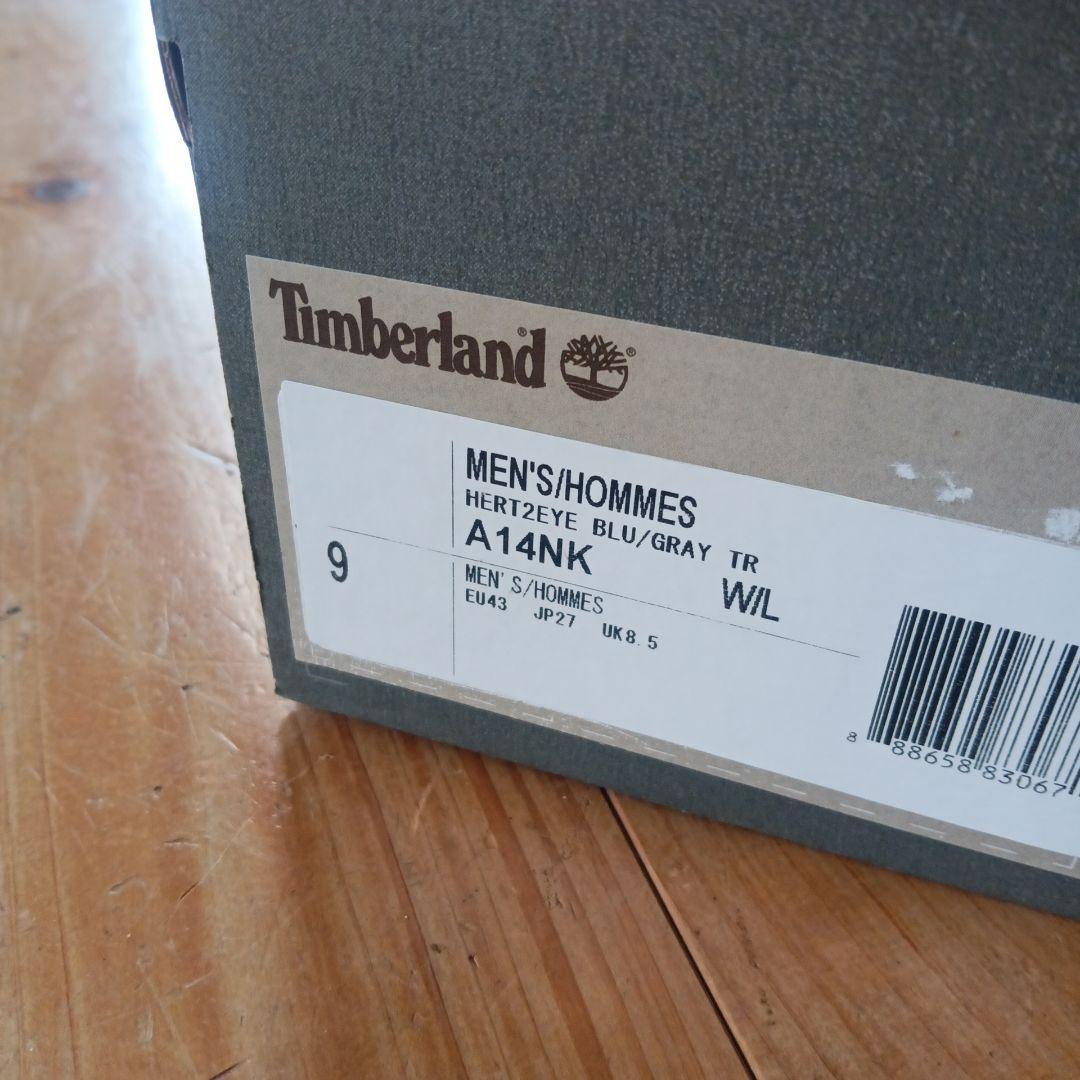 Timberland®®
MEN'S/HOMMES
HERT2EYE BLU/GRAY TR
A14NK
W/L
9
MEN'S/HOMMES
EU43 JP27 UK8.5
8 88658 83067